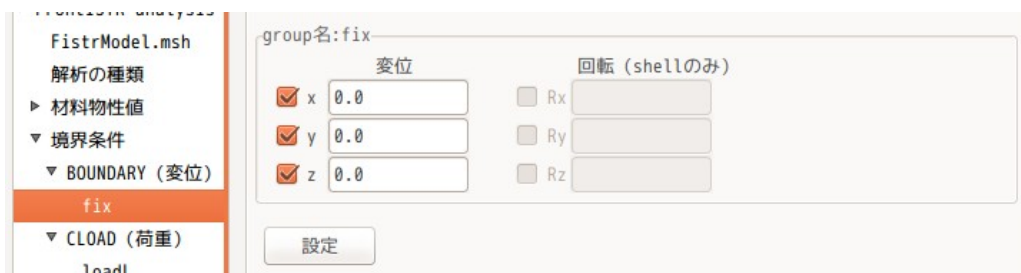 FistrModel.msh
解析の種類
材料物性値
境界条件
BOUNDARY (変位)
fix
CLOAD (荷重)
group名:fix
変位 回転 (shellのみ)
x 0.0 Rx
y 0.0 Ry
z 0.0 Rz
設定